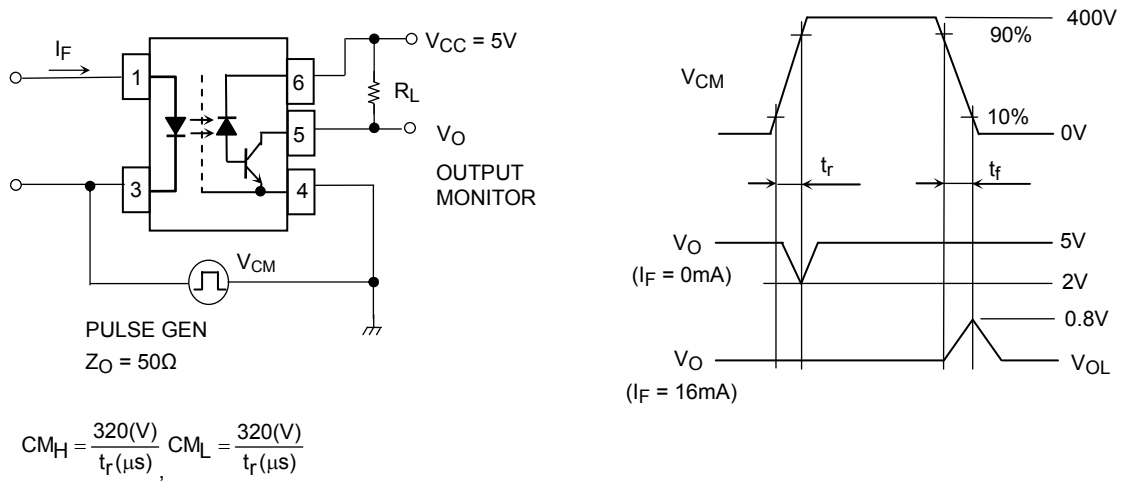 I_F
1
3
6
5
4
V_CC = 5V
R_L
V_O
OUTPUT
MONITOR
V_CM
PULSE GEN
Z_O = 50Ω
CM_H = 320(V) / t_r(μs) , CM_L = 320(V) / t_r(μs)
V_CM
400V
90%
10%
0V
t_r
t_f
V_O
(I_F = 0mA)
5V
2V
0.8V
V_O
(I_F = 16mA)
V_OL